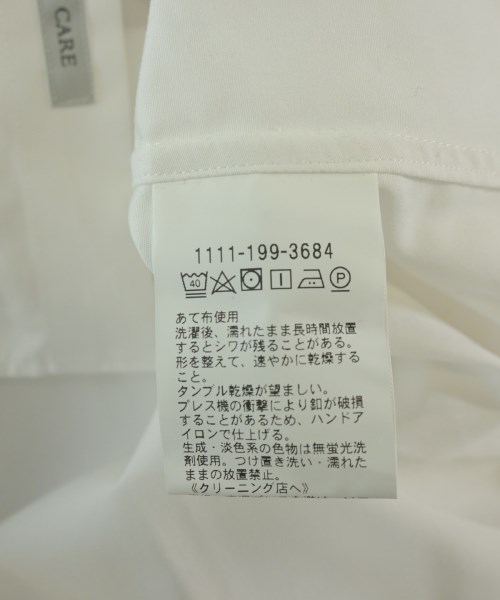 CARE
1111-199-3684
40 P
あて布使用
洗濯後、濡れたまま長時間放置
するとシワが残ることがある。
形を整えて、速やかに乾燥する
こと。
タンブル乾燥が望ましい。
プレス機の衝撃により釦が破損
することがあるため、ハンドア
イロンで仕上げる。
生成・淡色系の色物は無蛍光洗
剤使用。つけ置き洗い・濡れた
ままの放置禁止。
《クリーニング店へ》